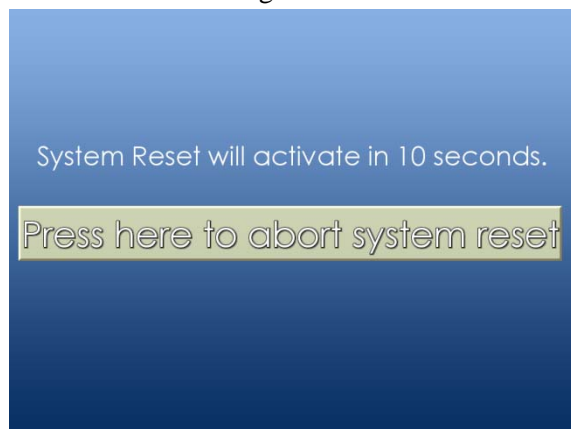 System Reset will activate in 10 seconds.
Press here to abort system reset